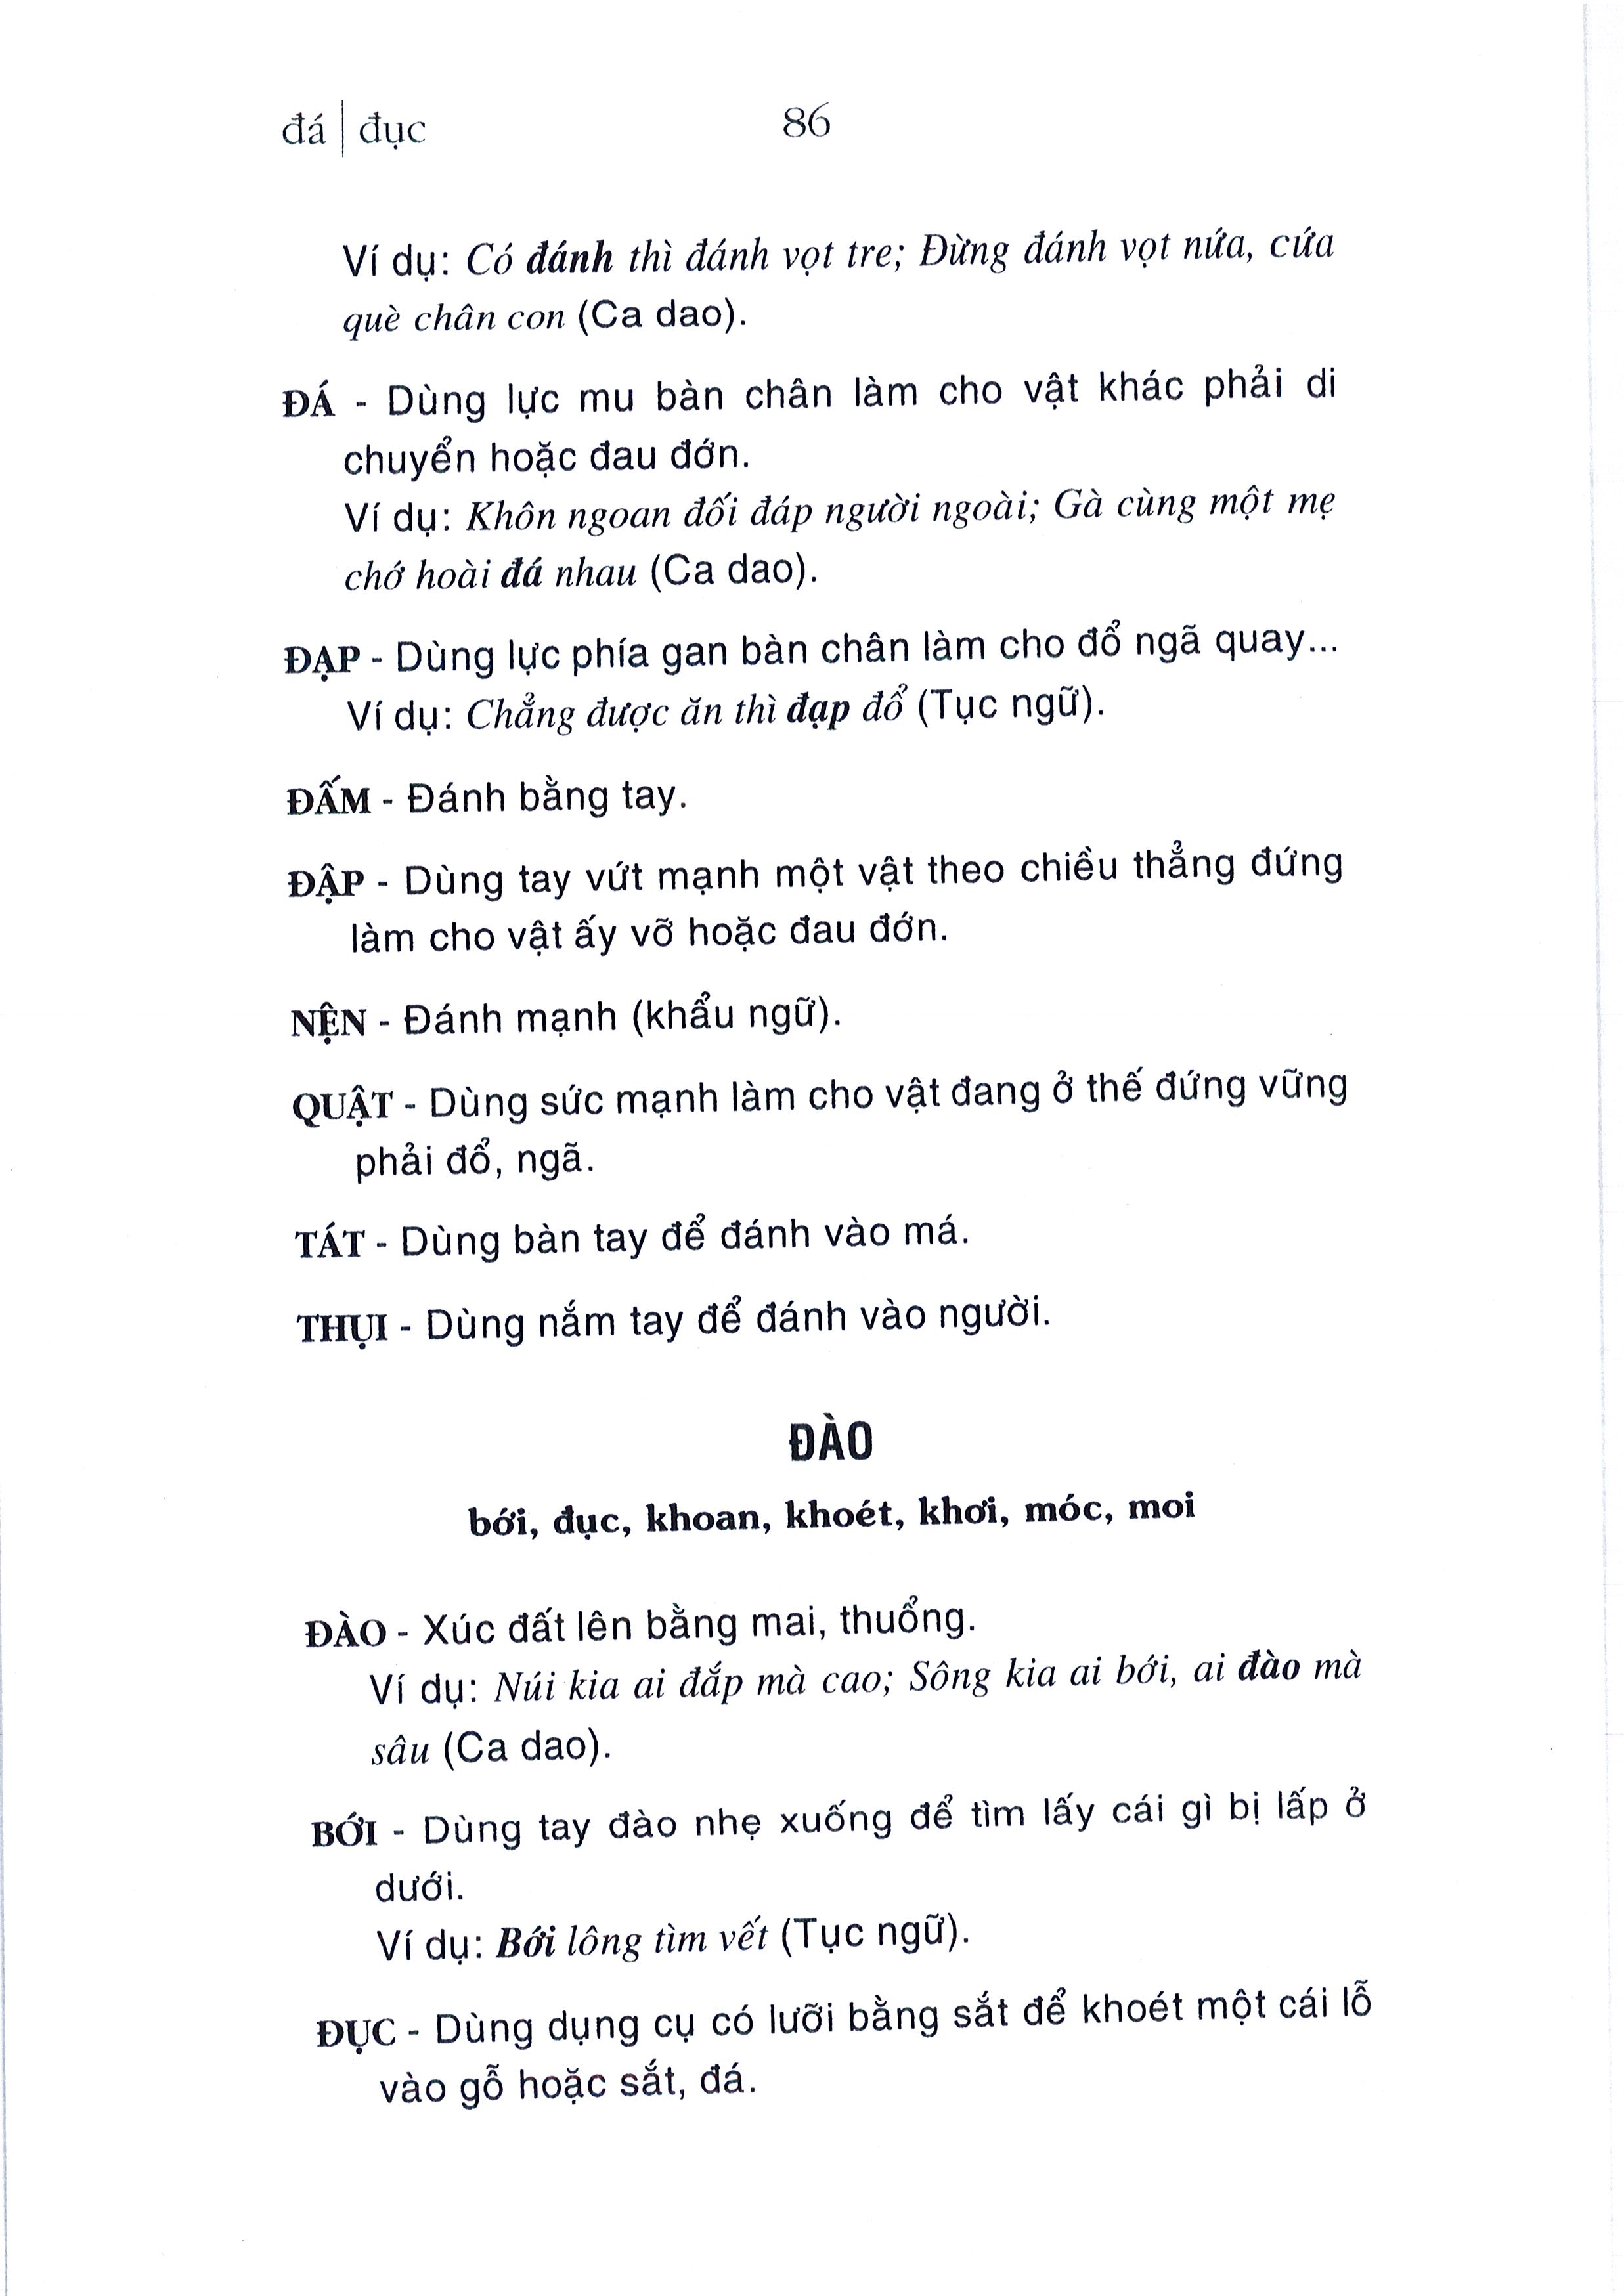 đá | đục
86
Ví dụ: Có đánh thì đánh vọt tre; Đừng đánh vọt nứa, cứa
què chân con (Ca dao).
ĐÁ - Dùng lực mu bàn chân làm cho vật khác phải di
chuyển hoặc đau đớn.
Ví dụ: Khôn ngoan đối đáp người ngoài; Gà cùng một mẹ
chớ hoài đá nhau (Ca dao).
ĐẠP - Dùng lực phía gan bàn chân làm cho đổ ngã quay...
Ví dụ: Chẳng được ăn thì đạp đổ (Tục ngữ).
ĐẤM - Đánh bằng tay.
ĐẬP - Dùng tay vứt mạnh một vật theo chiều thẳng đứng
làm cho vật ấy vỡ hoặc đau đớn.
NỆN - Đánh mạnh (khẩu ngữ).
QUẬT - Dùng sức mạnh làm cho vật đang ở thế đứng vững
phải đổ, ngã.
TÁT - Dùng bàn tay để đánh vào má.
THỤI - Dùng nắm tay để đánh vào người.
ĐÀO
bới, đục, khoan, khoét, khơi, móc, moi
ĐÀO - Xúc đất lên bằng mai, thuổng.
Ví dụ: Núi kia ai đắp mà cao; Sông kia ai bới, ai đào mà
sâu (Ca dao).
BỚI - Dùng tay đào nhẹ xuống để tìm lấy cái gì bị lấp ở
dưới.
Ví dụ: Bới lông tìm vết (Tục ngữ).
ĐỤC - Dùng dụng cụ có lưỡi bằng sắt để khoét một cái lỗ
vào gỗ hoặc sắt, đá.